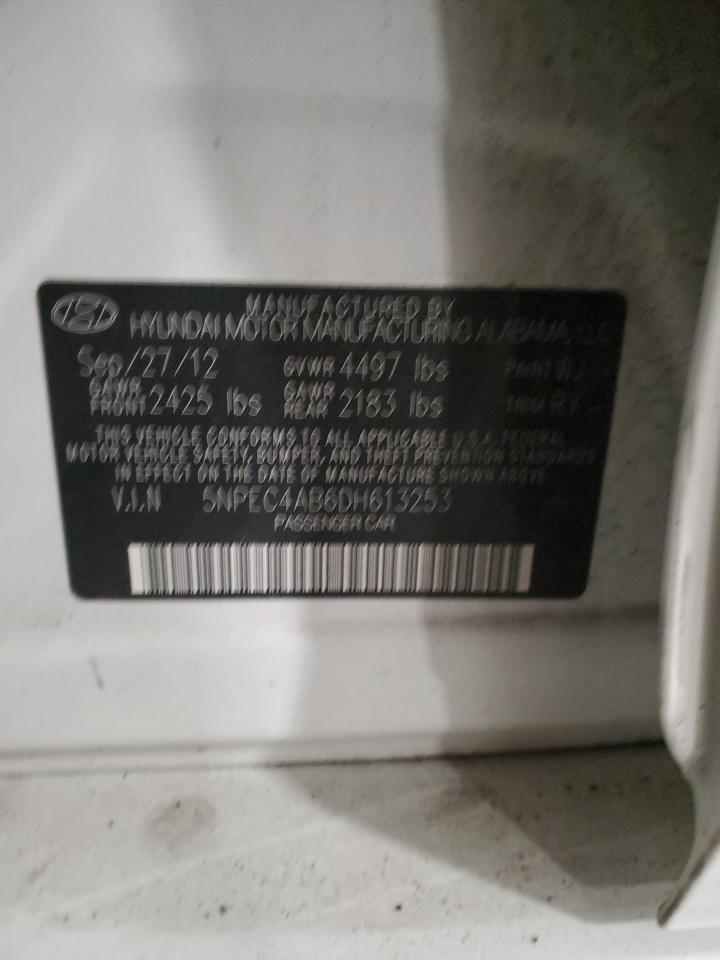 MANUFACTURED BY
HYUNDAI MOTOR MANUFACTURING ALABAMA, LLC
Sep/27/12 GVWR 4497 lbs PAINT
GAWR FRONT 2425 lbs GAWR REAR 2183 lbs TRIM
THIS VEHICLE CONFORMS TO ALL APPLICABLE U.S.A. FEDERAL
MOTOR VEHICLE SAFETY, BUMPER, AND THEFT PREVENTION STANDARDS
IN EFFECT ON THE DATE OF MANUFACTURE SHOWN ABOVE.
V.I.N 5NPEC4AB6DH613253
PASSENGER CAR